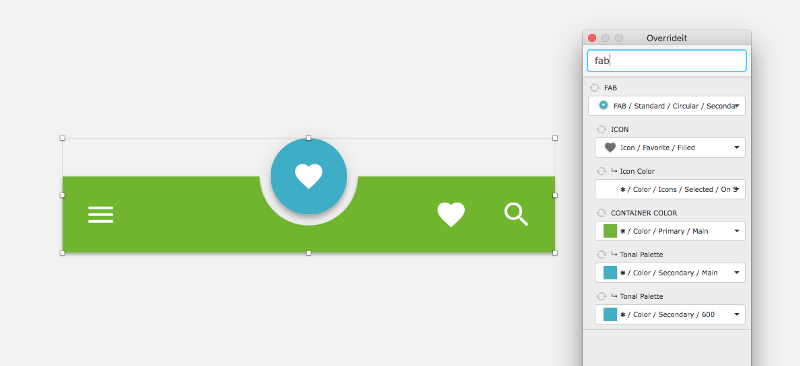 Overrideit
fab
FAB
FAB / Standard / Circular / Seconda
ICON
Icon / Favorite / Filled
↪ Icon Color
✱ / Color / Icons / Selected / On S
CONTAINER COLOR
✱ / Color / Primary / Main
↪ Tonal Palette
✱ / Color / Secondary / Main
↪ Tonal Palette
✱ / Color / Secondary / 600